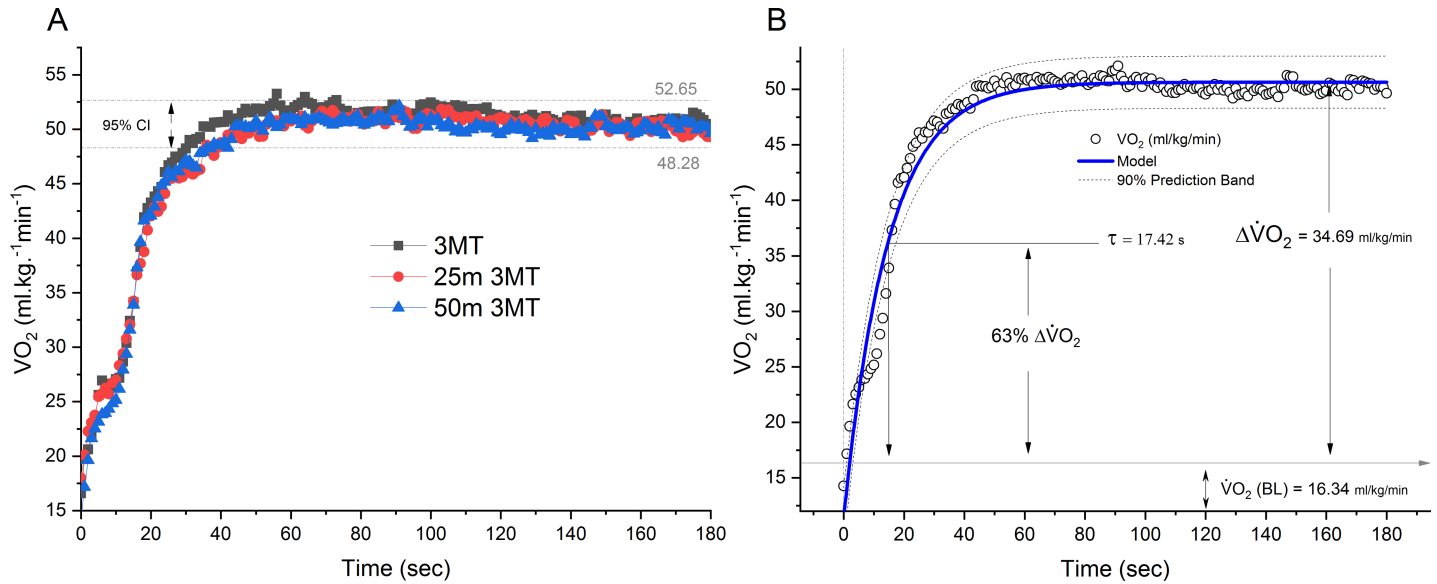 A
VO₂ (ml.kg.⁻¹min⁻¹)
55
50
45
40
35
30
25
20
15
52.65
95% CI
48.28
3MT
25m 3MT
50m 3MT
0 20 40 60 80 100 120 140 160 180
Time (sec)
B
VO₂ (ml.kg.⁻¹min⁻¹)
50
45
40
35
30
25
20
15
VO₂ (ml/kg/min)
Model
90% Prediction Band
τ = 17.42 s
ΔV̇O₂ = 34.69 ml/kg/min
63% ΔV̇O₂
V̇O₂ (BL) = 16.34 ml/kg/min
0 20 40 60 80 100 120 140 160 180
Time (sec)